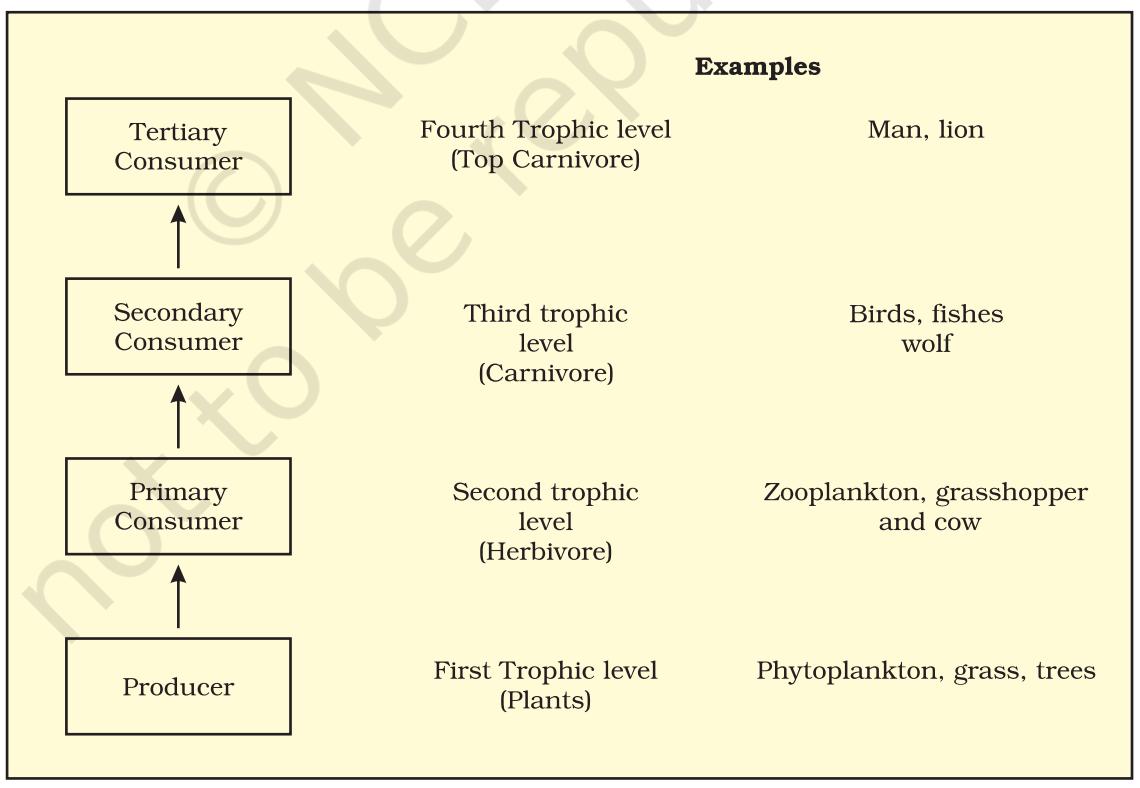 Examples
Tertiary
Consumer
Fourth Trophic level
(Top Carnivore)
Man, lion
Secondary
Consumer
Third trophic
level
(Carnivore)
Birds, fishes
wolf
Primary
Consumer
Second trophic
level
(Herbivore)
Zooplankton, grasshopper
and cow
Producer
First Trophic level
(Plants)
Phytoplankton, grass, trees
© NC
not to be repu